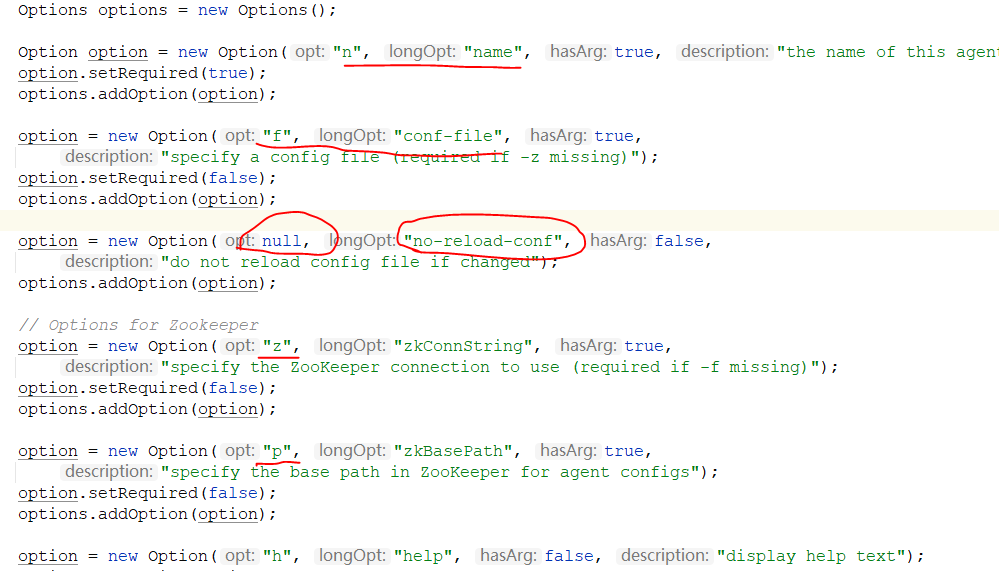 Options options = new Options();
Option option = new Option( opt: "n", longOpt: "name", hasArg: true, description: "the name of this agen
option.setRequired(true);
options.addOption(option);
option = new Option( opt: "f", longOpt: "conf-file", hasArg: true,
description: "specify a config file (required if -z missing)");
option.setRequired(false);
options.addOption(option);
option = new Option( opt: null, longOpt: "no-reload-conf", hasArg: false,
description: "do not reload config file if changed");
options.addOption(option);
// Options for Zookeeper
option = new Option( opt: "z", longOpt: "zkConnString", hasArg: true,
description: "specify the ZooKeeper connection to use (required if -f missing)");
option.setRequired(false);
options.addOption(option);
option = new Option( opt: "p", longOpt: "zkBasePath", hasArg: true,
description: "specify the base path in ZooKeeper for agent configs");
option.setRequired(false);
options.addOption(option);
option = new Option( opt: "h", longOpt: "help", hasArg: false, description: "display help text");